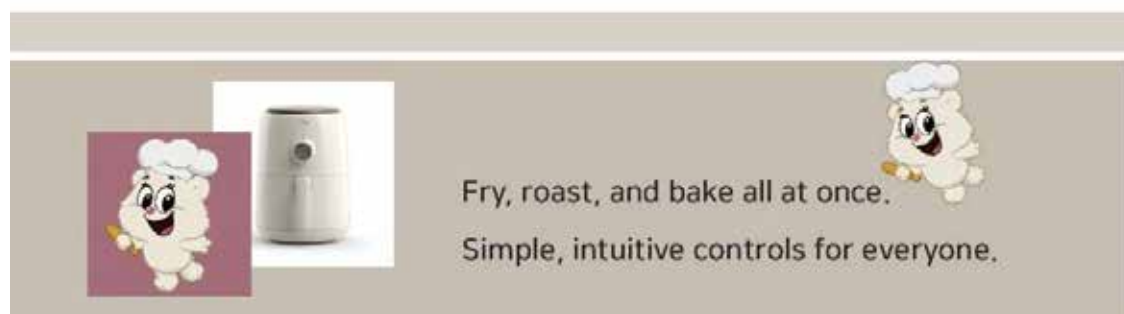 Fry, roast, and bake all at once.
Simple, intuitive controls for everyone.